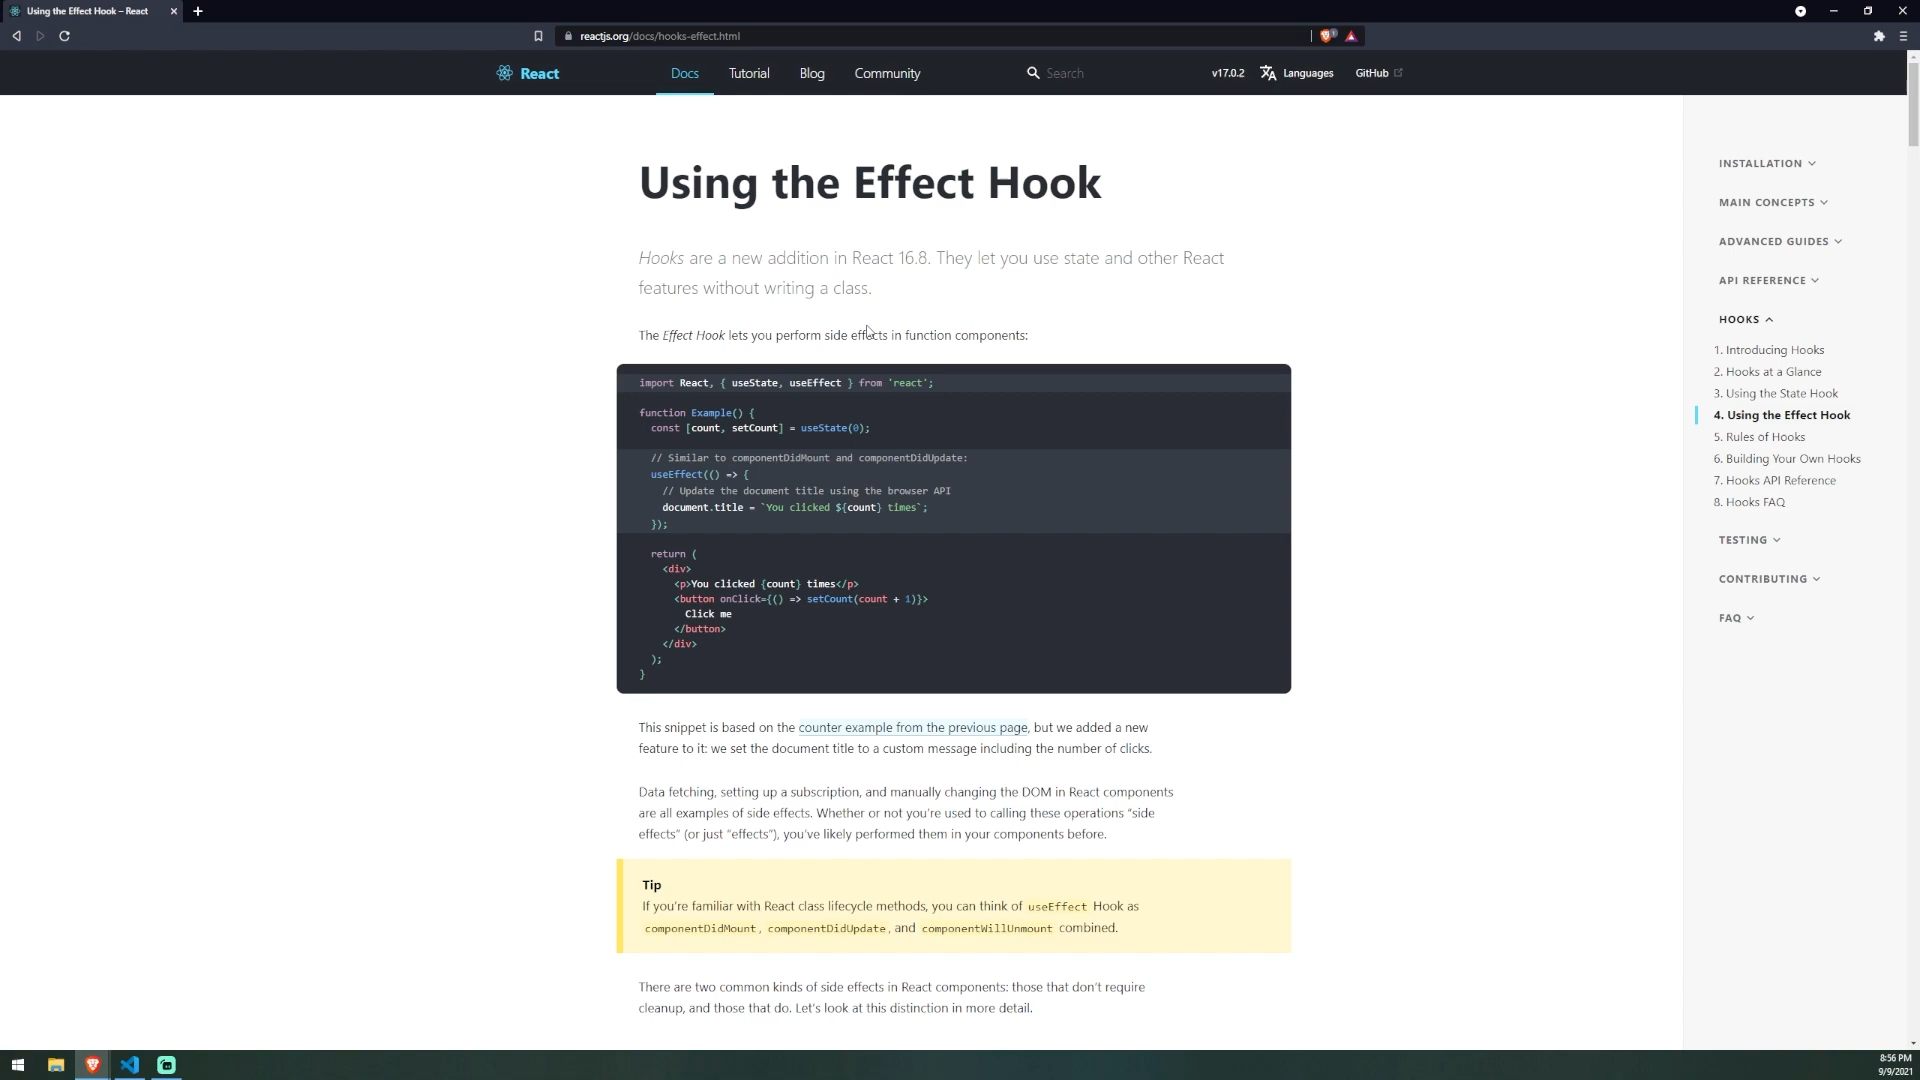 Using the Effect Hook – React
reactjs.org/docs/hooks-effect.html
1
React
Docs
Tutorial
Blog
Community
Search
v17.0.2
Languages
GitHub
Using the Effect Hook
Hooks are a new addition in React 16.8. They let you use state and other React
features without writing a class.
The Effect Hook lets you perform side effects in function components:
import React, { useState, useEffect } from 'react';
function Example() {
const [count, setCount] = useState(0);
// Similar to componentDidMount and componentDidUpdate:
useEffect(() => {
// Update the document title using the browser API
document.title = `You clicked ${count} times`;
});
return (
<div>
<p>You clicked {count} times</p>
<button onClick={() => setCount(count + 1)}>
Click me
</button>
</div>
);
}
This snippet is based on the counter example from the previous page, but we added a new
feature to it: we set the document title to a custom message including the number of clicks.
Data fetching, setting up a subscription, and manually changing the DOM in React components
are all examples of side effects. Whether or not you're used to calling these operations “side
effects” (or just “effects”), you've likely performed them in your components before.
Tip
If you're familiar with React class lifecycle methods, you can think of useEffect Hook as
componentDidMount, componentDidUpdate, and componentWillUnmount combined.
There are two common kinds of side effects in React components: those that don't require
cleanup, and those that do. Let's look at this distinction in more detail.
INSTALLATION
MAIN CONCEPTS
ADVANCED GUIDES
API REFERENCE
HOOKS
1. Introducing Hooks
2. Hooks at a Glance
3. Using the State Hook
4. Using the Effect Hook
5. Rules of Hooks
6. Building Your Own Hooks
7. Hooks API Reference
8. Hooks FAQ
TESTING
CONTRIBUTING
FAQ
8:56 PM
9/9/2021